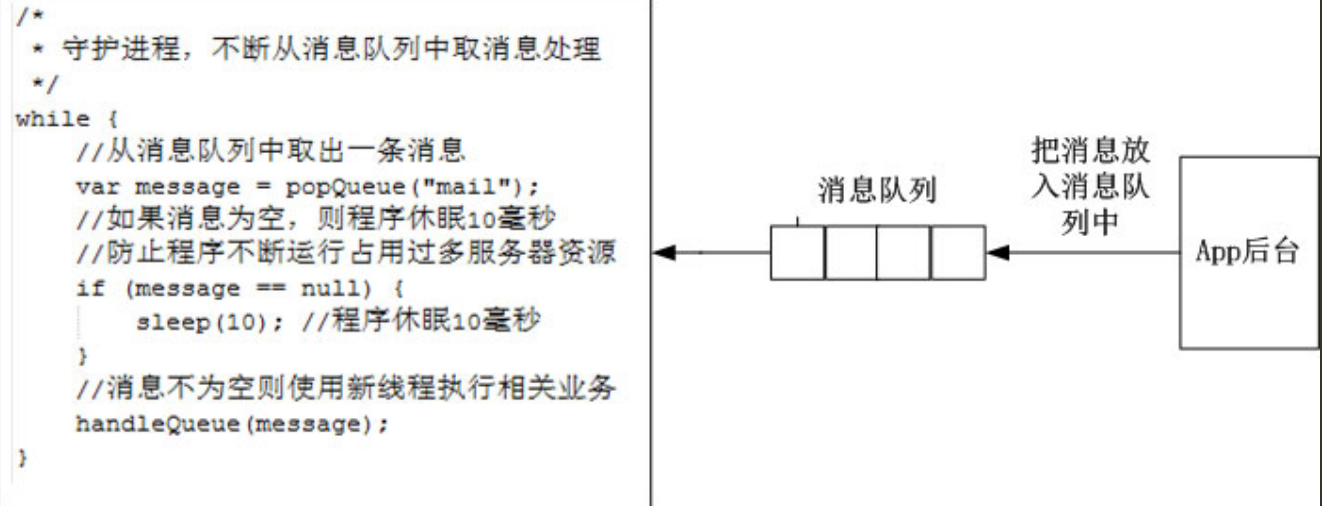 /*
* 守护进程，不断从消息队列中取消息处理
*/
while {
//从消息队列中取出一条消息
var message = popQueue("mail");
//如果消息为空，则程序休眠10毫秒
//防止程序不断运行占用过多服务器资源
if (message == null) {
sleep(10); //程序休眠10毫秒
}
//消息不为空则使用新线程执行相关业务
handleQueue(message);
}
消息队列
把消息放
入消息队
列中
App后台